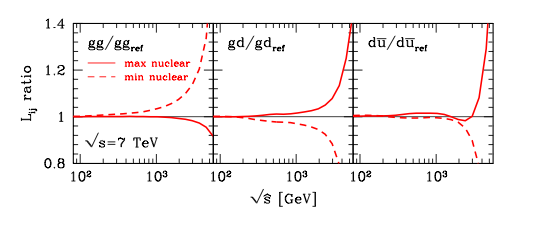 1.4
gg/gg_ref
gd/gd_ref
dū/dū_ref
max nuclear
min nuclear
1.2
L_ij ratio
1
√s=7 TeV
0.8
10² 10³ 10² 10³ 10² 10³
√ŝ [GeV]